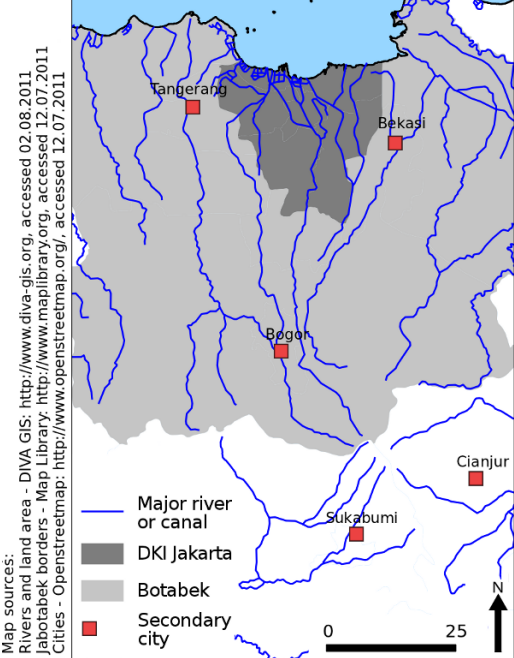 Map sources:
Rivers and land area - DIVA GIS: http://www.diva-gis.org, accessed 02.08.2011
Jabotabek borders - Map Library: http://www.maplibrary.org, accessed 12.07.2011
Cities - Openstreetmap: http://www.openstreetmap.org/, accessed 12.07.2011
Tangerang
Bekasi
Bogor
Cianjur
Sukabumi
Major river
or canal
DKI Jakarta
Botabek
Secondary
city
N
0 25